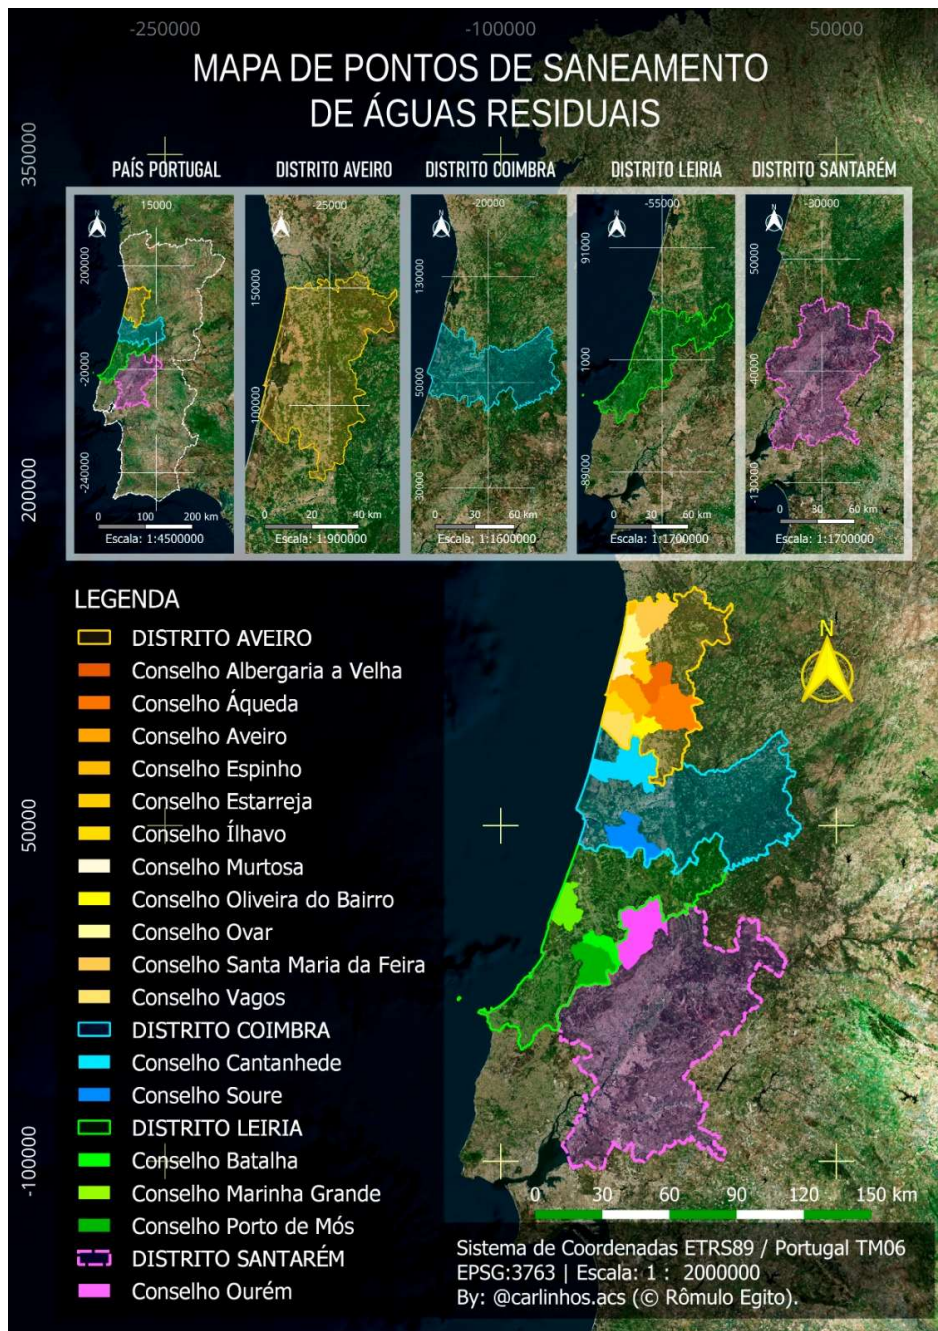 -250000 -100000 50000
MAPA DE PONTOS DE SANEAMENTO
DE ÁGUAS RESIDUAIS
350000
200000
50000
-100000
PAÍS PORTUGAL
N
15000
200000
-20000
-240000
0 100 200 km
Escala: 1:4500000
DISTRITO AVEIRO
N
-25000
150000
100000
0 20 40 km
Escala: 1:900000
DISTRITO COIMBRA
N
-20000
130000
50000
-30000
0 30 60 km
Escala: 1:1600000
DISTRITO LEIRIA
N
-55000
91000
1000
-89000
0 30 60 km
Escala: 1:1700000
DISTRITO SANTARÉM
N
-30000
50000
-40000
-130000
0 30 60 km
Escala: 1:1700000
LEGENDA
DISTRITO AVEIRO
Conselho Albergaria a Velha
Conselho Áqueda
Conselho Aveiro
Conselho Espinho
Conselho Estarreja
Conselho Ílhavo
Conselho Murtosa
Conselho Oliveira do Bairro
Conselho Ovar
Conselho Santa Maria da Feira
Conselho Vagos
DISTRITO COIMBRA
Conselho Cantanhede
Conselho Soure
DISTRITO LEIRIA
Conselho Batalha
Conselho Marinha Grande
Conselho Porto de Mós
DISTRITO SANTARÉM
Conselho Ourém
N
0 30 60 90 120 150 km
Sistema de Coordenadas ETRS89 / Portugal TM06
EPSG:3763 | Escala: 1 : 2000000
By: @carlinhos.acs (© Rômulo Egito).